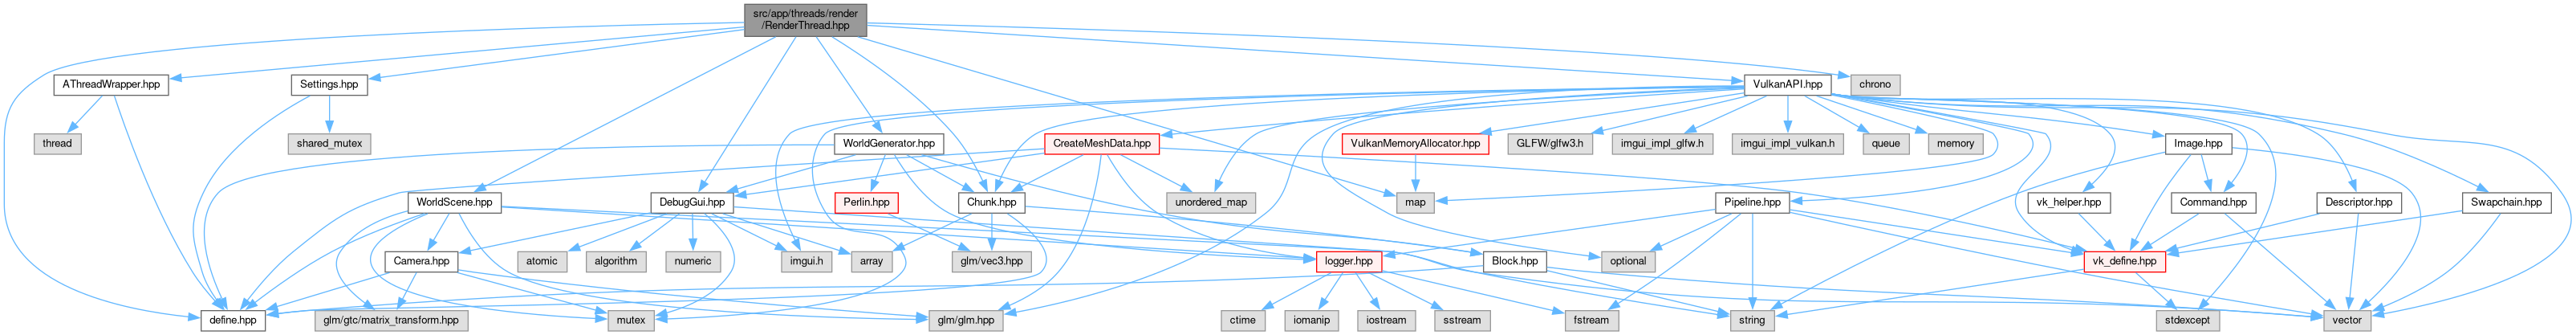 src/app/threads/render
/RenderThread.hpp
AThreadWrapper.hpp
Settings.hpp
VulkanAPI.hpp
chrono
thread
shared_mutex
WorldGenerator.hpp
CreateMeshData.hpp
VulkanMemoryAllocator.hpp
GLFW/glfw3.h
imgui_impl_glfw.h
imgui_impl_vulkan.h
queue
memory
Image.hpp
WorldScene.hpp
DebugGui.hpp
Perlin.hpp
Chunk.hpp
unordered_map
map
Pipeline.hpp
vk_helper.hpp
Command.hpp
Descriptor.hpp
Swapchain.hpp
Camera.hpp
atomic
algorithm
numeric
imgui.h
array
glm/vec3.hpp
logger.hpp
Block.hpp
optional
vk_define.hpp
define.hpp
glm/gtc/matrix_transform.hpp
mutex
glm/glm.hpp
ctime
iomanip
iostream
sstream
fstream
string
stdexcept
vector